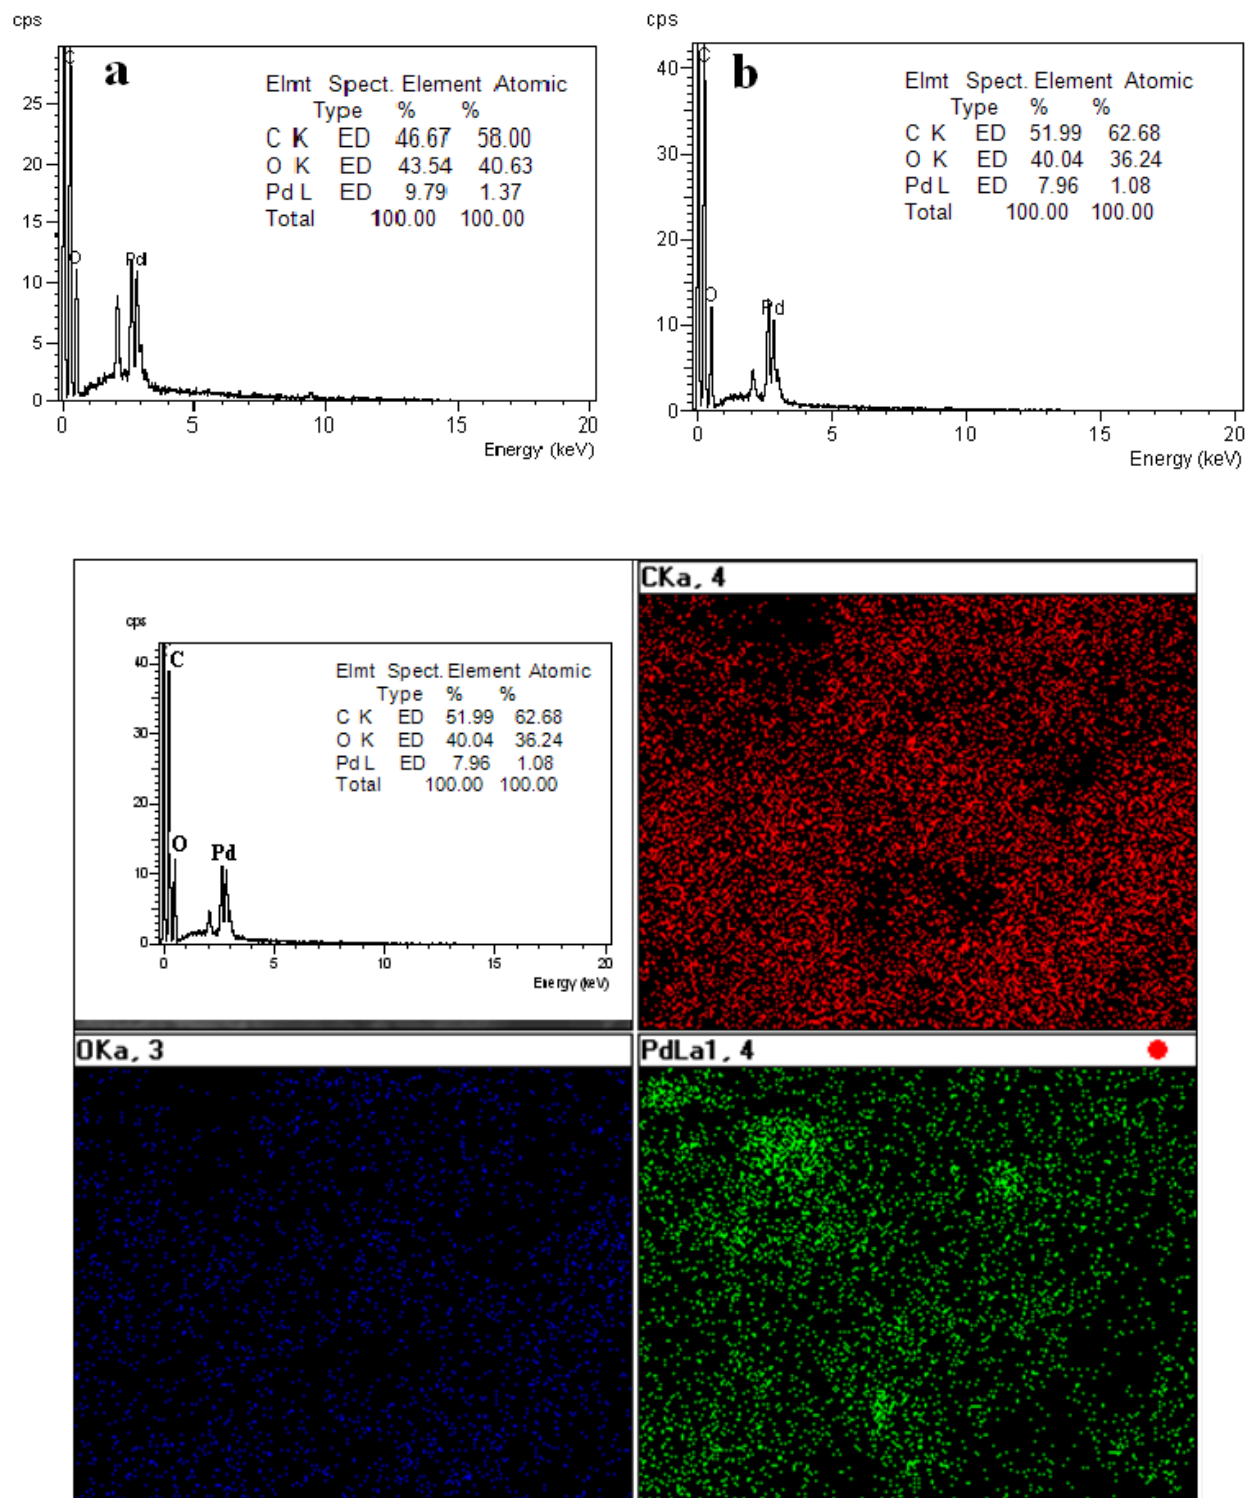 cps
a
Elmt Spect. Element Atomic
Type % %
C K ED 46.67 58.00
O K ED 43.54 40.63
Pd L ED 9.79 1.37
Total 100.00 100.00
C
O
Pd
25
20
15
10
5
0
0 5 10 15 20
Energy (keV)
cps
b
Elmt Spect. Element Atomic
Type % %
C K ED 51.99 62.68
O K ED 40.04 36.24
Pd L ED 7.96 1.08
Total 100.00 100.00
C
O
Pd
40
30
20
10
0
0 5 10 15 20
Energy (keV)
cps
C
Elmt Spect. Element Atomic
Type % %
C K ED 51.99 62.68
O K ED 40.04 36.24
Pd L ED 7.96 1.08
Total 100.00 100.00
O
Pd
40
30
20
10
0
0 5 10 15 20
Energy (keV)
CKa, 4
OKa, 3
PdLa1, 4